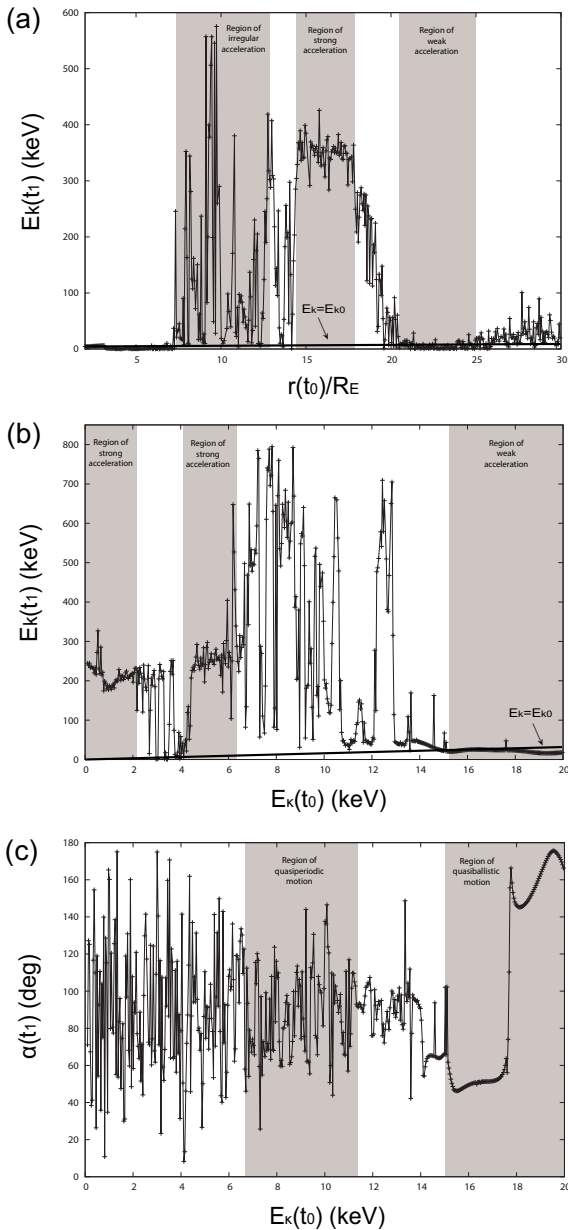 (a)
600
500
400
300
200
100
0
Region of
irregular
acceleration
Region of
strong
acceleration
Region of
weak
acceleration
Ek=Ek0
Ek(t1) (keV)
5 10 15 20 25 30
r(t0)/RE
(b)
800
700
600
500
400
300
200
100
0
Region of
strong
acceleration
Region of
strong
acceleration
Region of
weak
acceleration
Ek=Ek0
Ek(t1) (keV)
0 2 4 6 8 10 12 14 16 18 20
Eк(t0) (keV)
(c)
180
160
140
120
100
80
60
40
20
0
Region of
quasiperiodic
motion
Region of
quasiballistic
motion
α(t1) (deg)
0 2 4 6 8 10 12 14 16 18 20
Eк(t0) (keV)